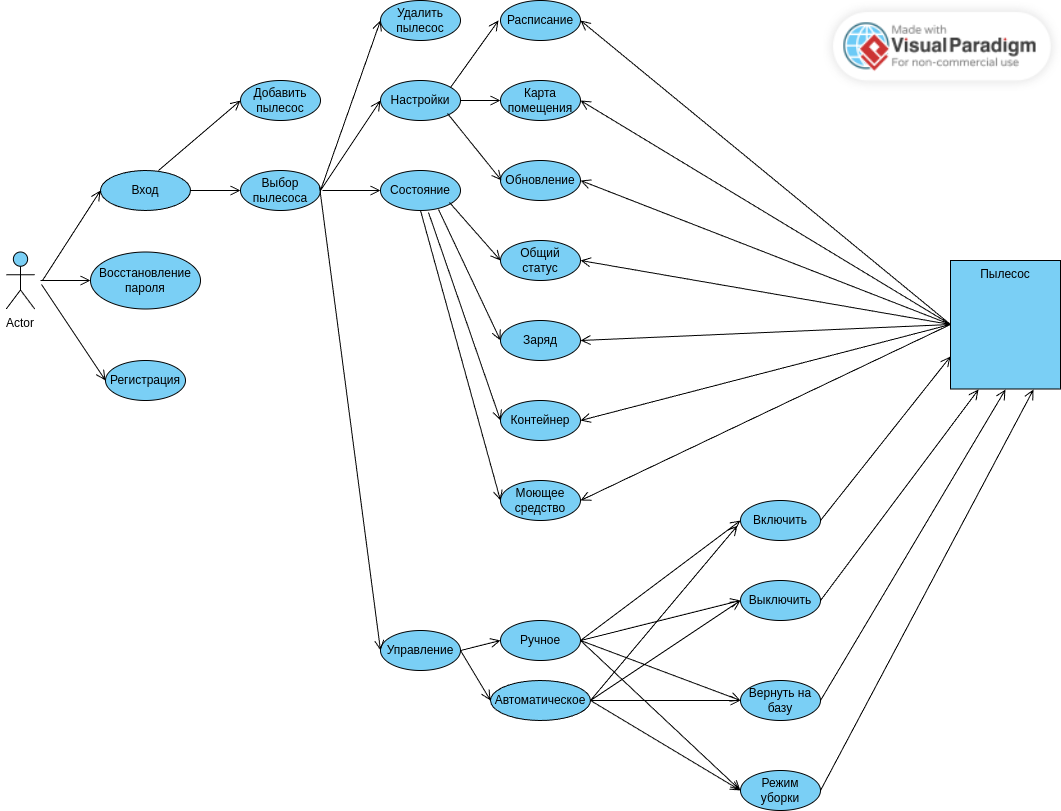 Удалить
пылесос
Расписание
Made with
Visual Paradigm
For non-commercial use
Добавить
пылесос
Настройки
Карта
помещения
Вход
Выбор
пылесоса
Состояние
Обновление
Общий
статус
Восстановление
пароля
Пылесос
Actor
Заряд
Регистрация
Контейнер
Моющее
средство
Включить
Выключить
Управление
Ручное
Автоматическое
Вернуть на
базу
Режим
уборки